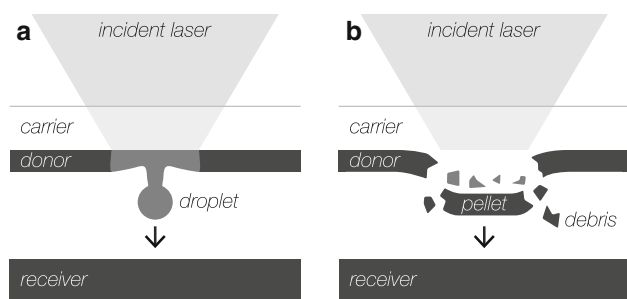 a
incident laser
carrier
donor
droplet
receiver
b
incident laser
carrier
donor
pellet
debris
receiver